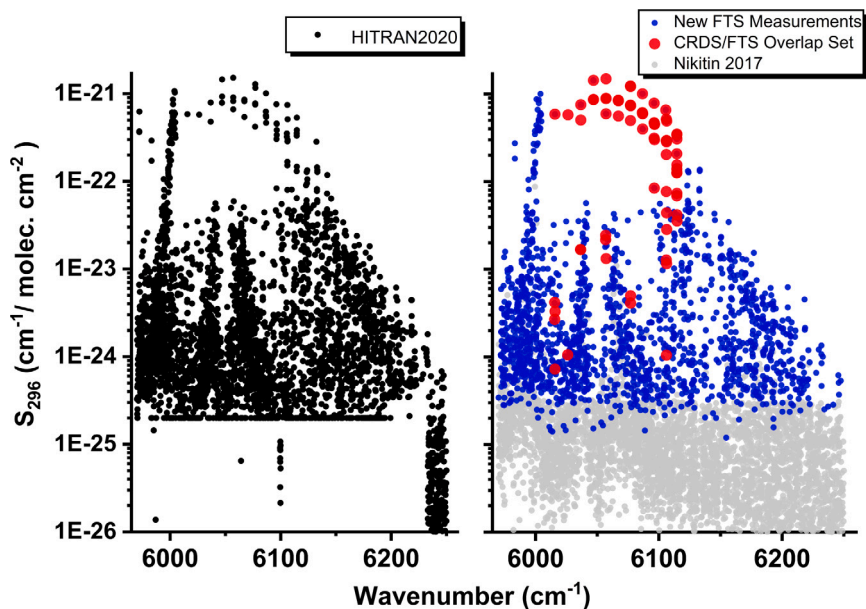 HITRAN2020
New FTS Measurements
CRDS/FTS Overlap Set
Nikitin 2017
S296 (cm-1/ molec. cm-2)
1E-21
1E-22
1E-23
1E-24
1E-25
1E-26
6000 6100 6200
6000 6100 6200
Wavenumber (cm-1)